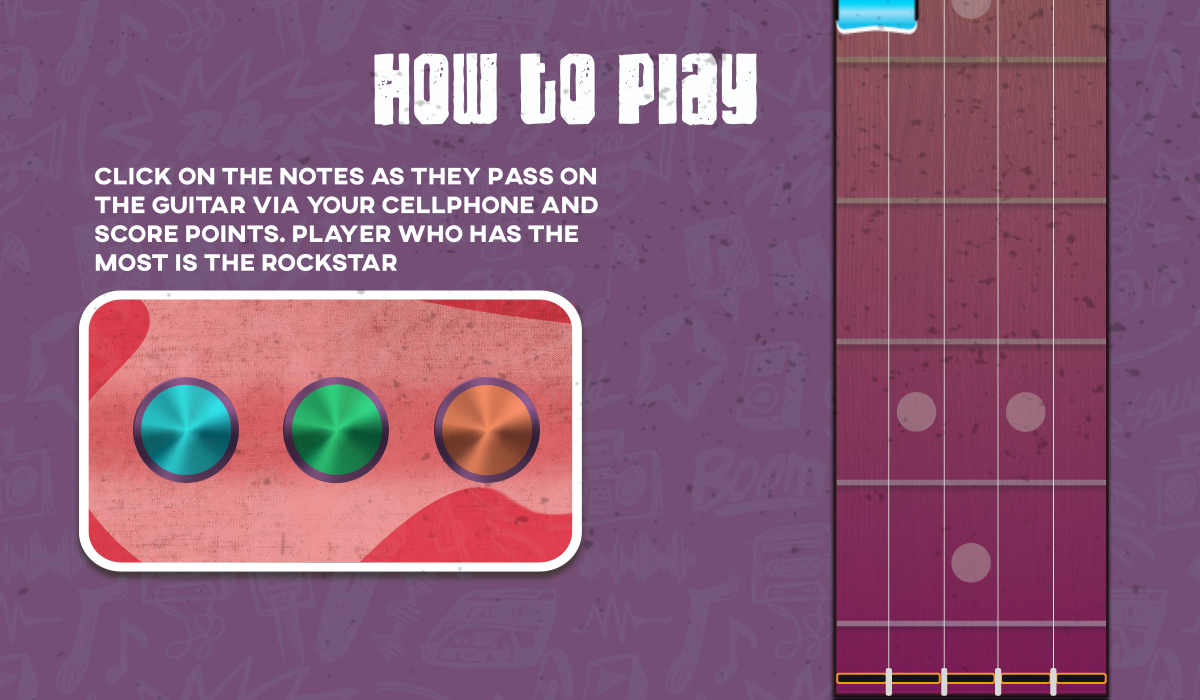 How to Play
CLICK ON THE NOTES AS THEY PASS ON
THE GUITAR VIA YOUR CELLPHONE AND
SCORE POINTS. PLAYER WHO HAS THE
MOST IS THE ROCKSTAR
BOOM